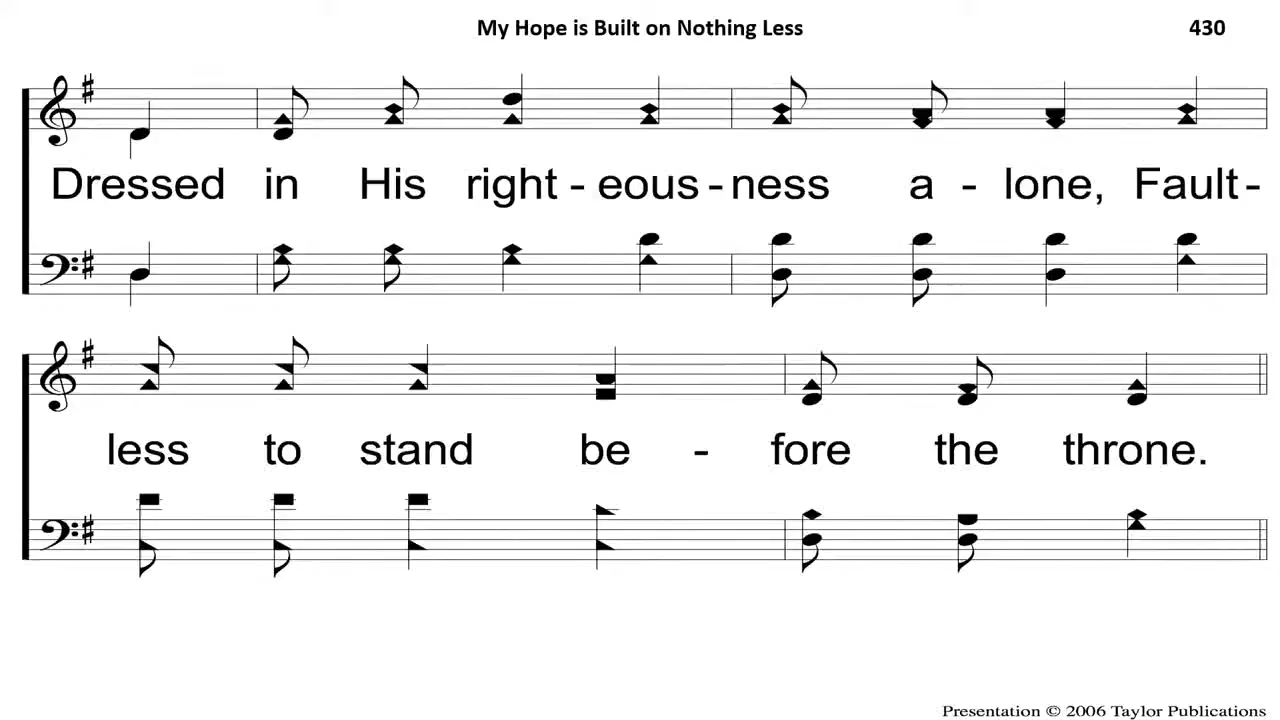 My Hope is Built on Nothing Less 430
Dressed in His right - eous - ness a - lone, Fault -
less to stand be - fore the throne.
Presentation © 2006 Taylor Publications